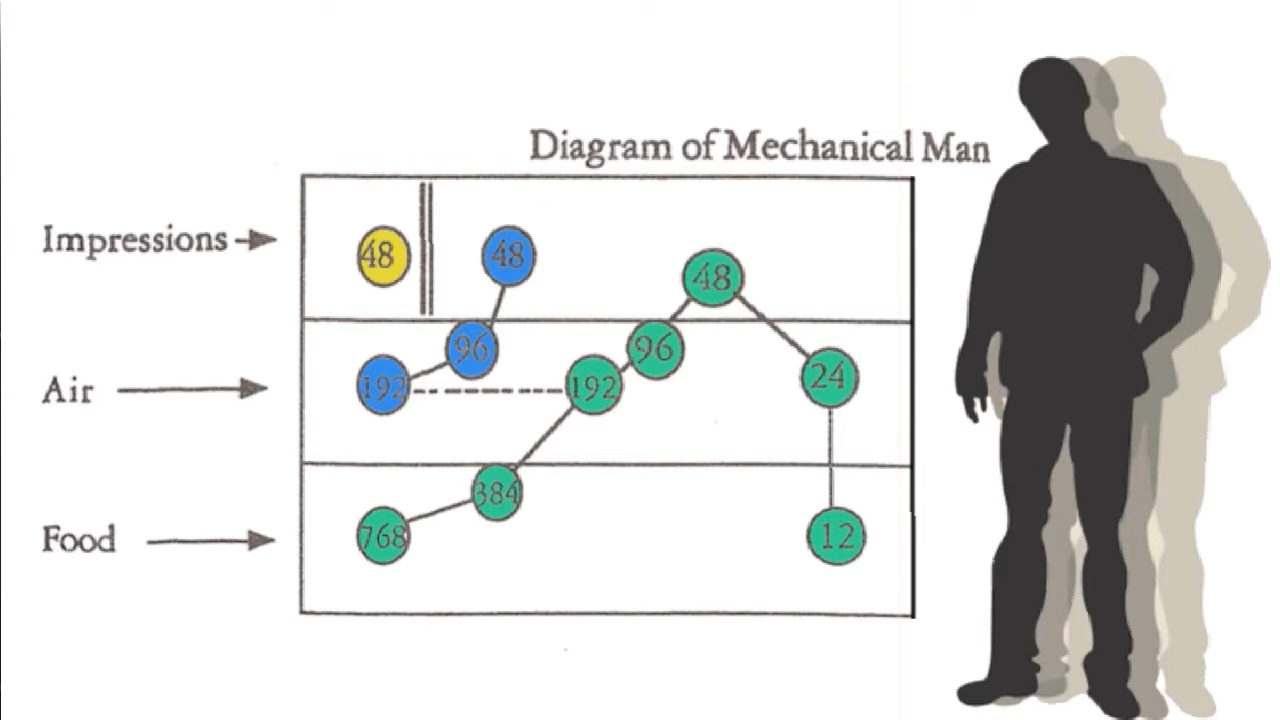 Diagram of Mechanical Man
Impressions
48
48
48
96
96
Air
192
192
24
384
Food
768
12